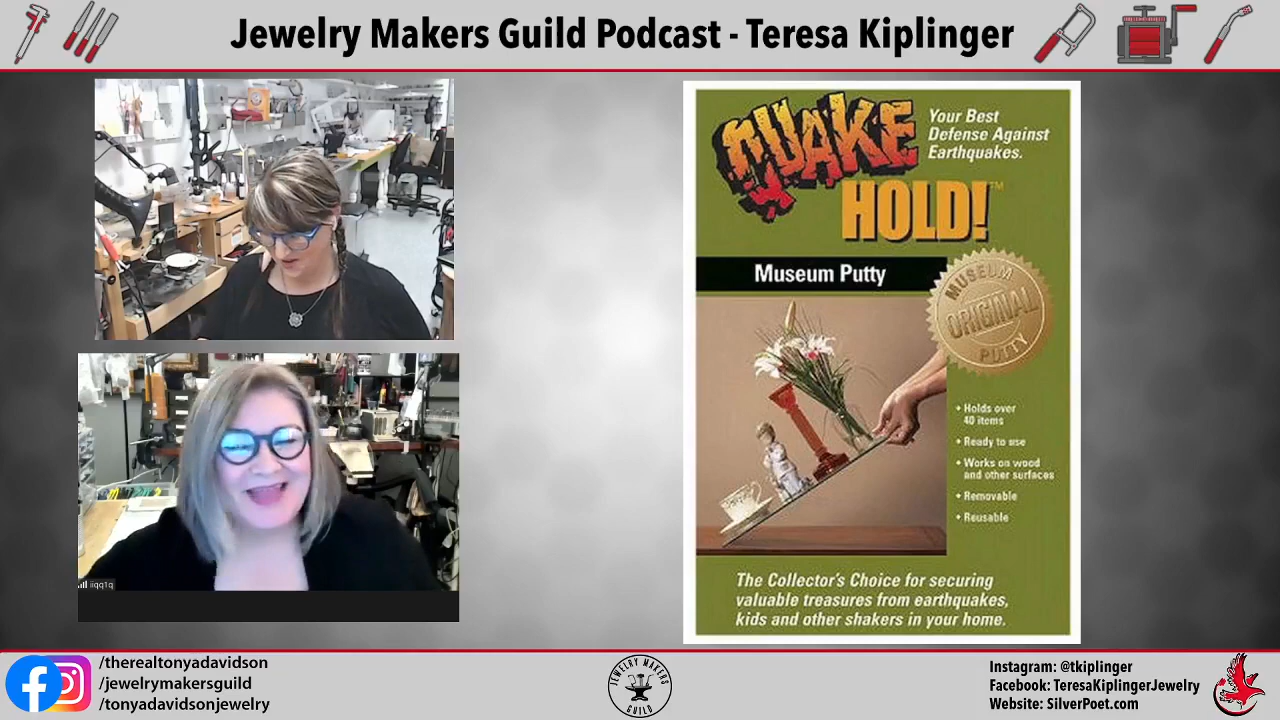 Jewelry Makers Guild Podcast - Teresa Kiplinger
QUAKE
HOLD!™
Your Best
Defense Against
Earthquakes.
Museum Putty
MUSEUM
ORIGINAL
PUTTY
• Holds over
40 items
• Ready to use
• Works on wood
and other surfaces
• Removable
• Reusable
The Collector's Choice for securing
valuable treasures from earthquakes,
kids and other shakers in your home.
iiqq1q
/therealtonyadavidson
/jewelrymakersguild
/tonyadavidsonjewelry
JEWELRY MAKERS
GUILD
Instagram: @tkiplinger
Facebook: TeresaKiplingerJewelry
Website: SilverPoet.com